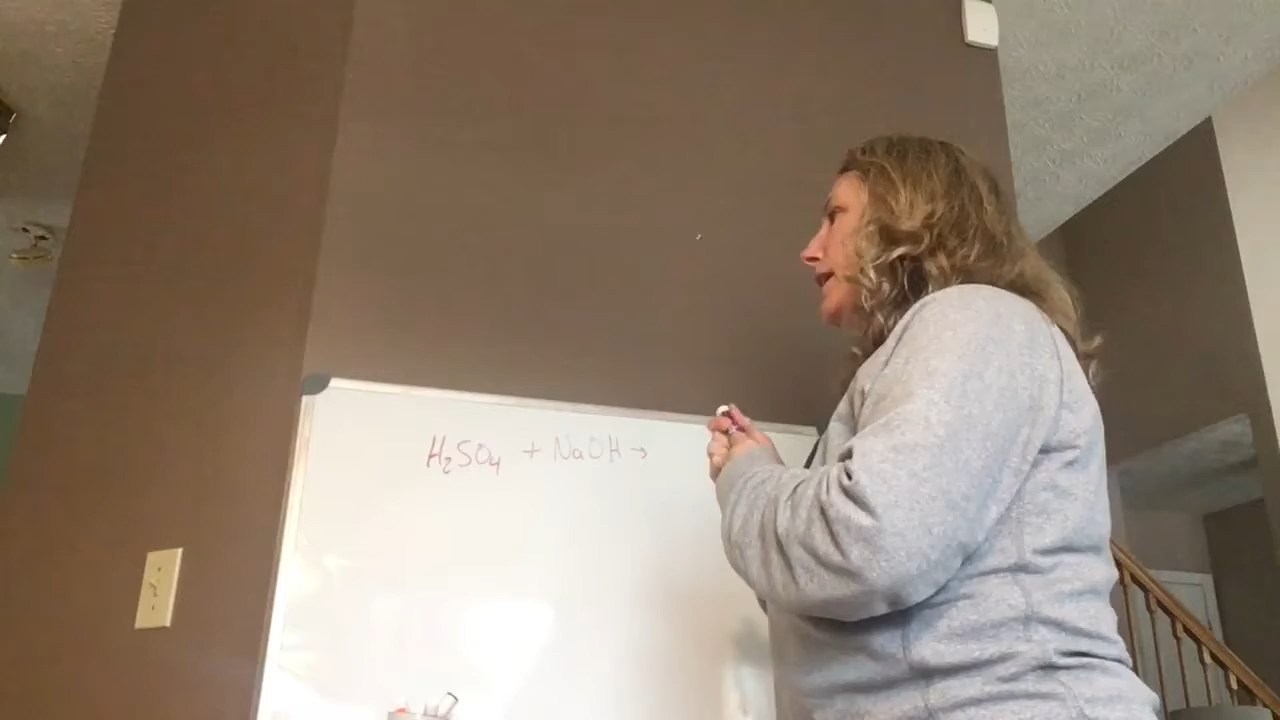 H₂SO₄ + NaOH →